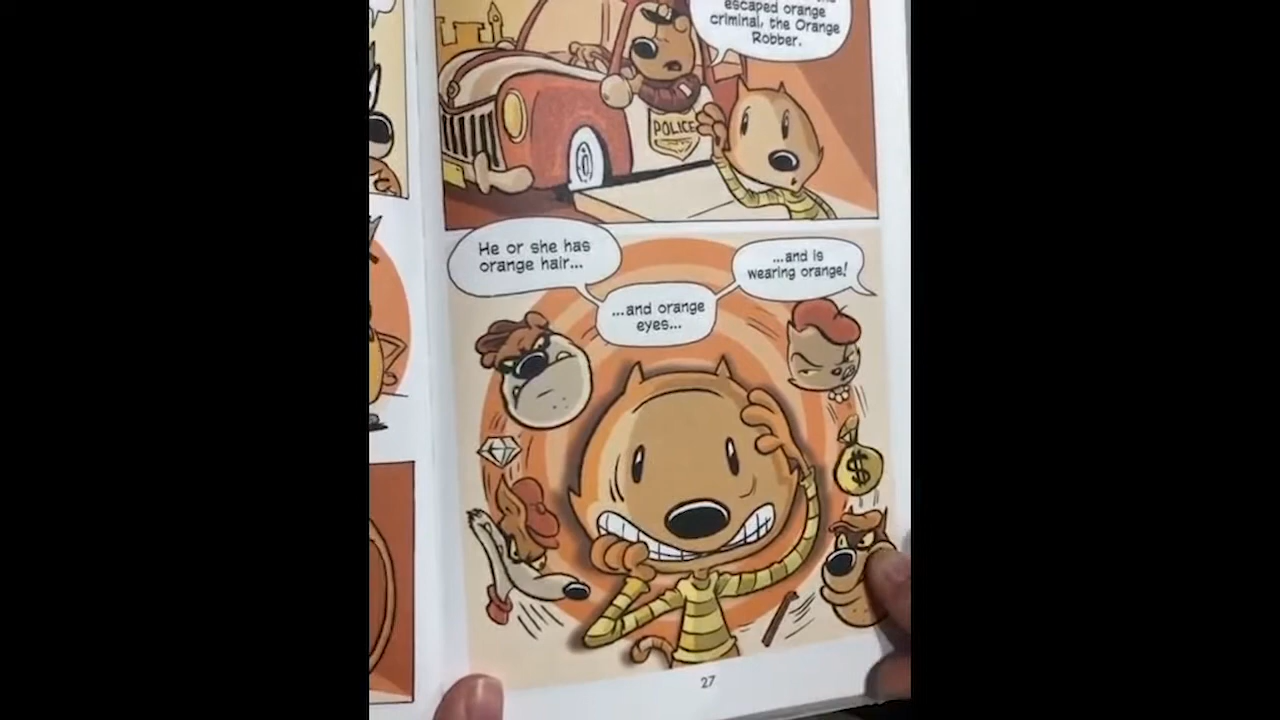 escaped orange
criminal, the Orange
Robber.
POLICE
He or she has
orange hair...
...and orange
eyes...
...and is
wearing orange!
$
27